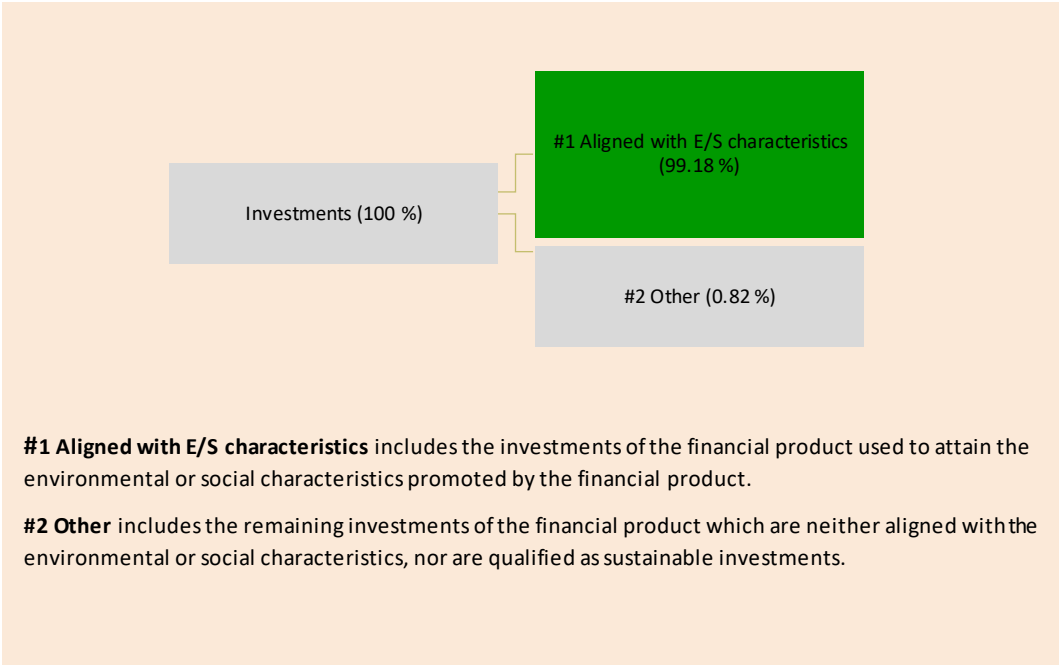 #1 Aligned with E/S characteristics
(99.18 %)
Investments (100 %)
#2 Other (0.82 %)
#1 Aligned with E/S characteristics includes the investments of the financial product used to attain the
environmental or social characteristics promoted by the financial product.
#2 Other includes the remaining investments of the financial product which are neither aligned with the
environmental or social characteristics, nor are qualified as sustainable investments.